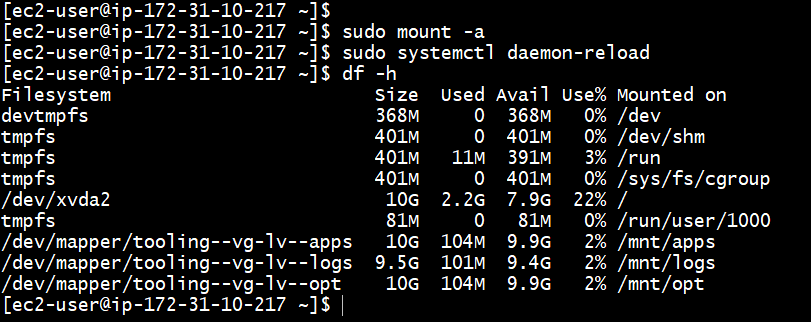 [ec2-user@ip-172-31-10-217 ~]$
[ec2-user@ip-172-31-10-217 ~]$ sudo mount -a
[ec2-user@ip-172-31-10-217 ~]$ sudo systemctl daemon-reload
[ec2-user@ip-172-31-10-217 ~]$ df -h
Filesystem                        Size  Used Avail Use% Mounted on
devtmpfs                          368M     0  368M   0% /dev
tmpfs                             401M     0  401M   0% /dev/shm
tmpfs                             401M   11M  391M   3% /run
tmpfs                             401M     0  401M   0% /sys/fs/cgroup
/dev/xvda2                         10G  2.2G  7.9G  22% /
tmpfs                              81M     0   81M   0% /run/user/1000
/dev/mapper/tooling--vg-lv--apps   10G  104M  9.9G   2% /mnt/apps
/dev/mapper/tooling--vg-lv--logs  9.5G  101M  9.4G   2% /mnt/logs
/dev/mapper/tooling--vg-lv--opt    10G  104M  9.9G   2% /mnt/opt
[ec2-user@ip-172-31-10-217 ~]$